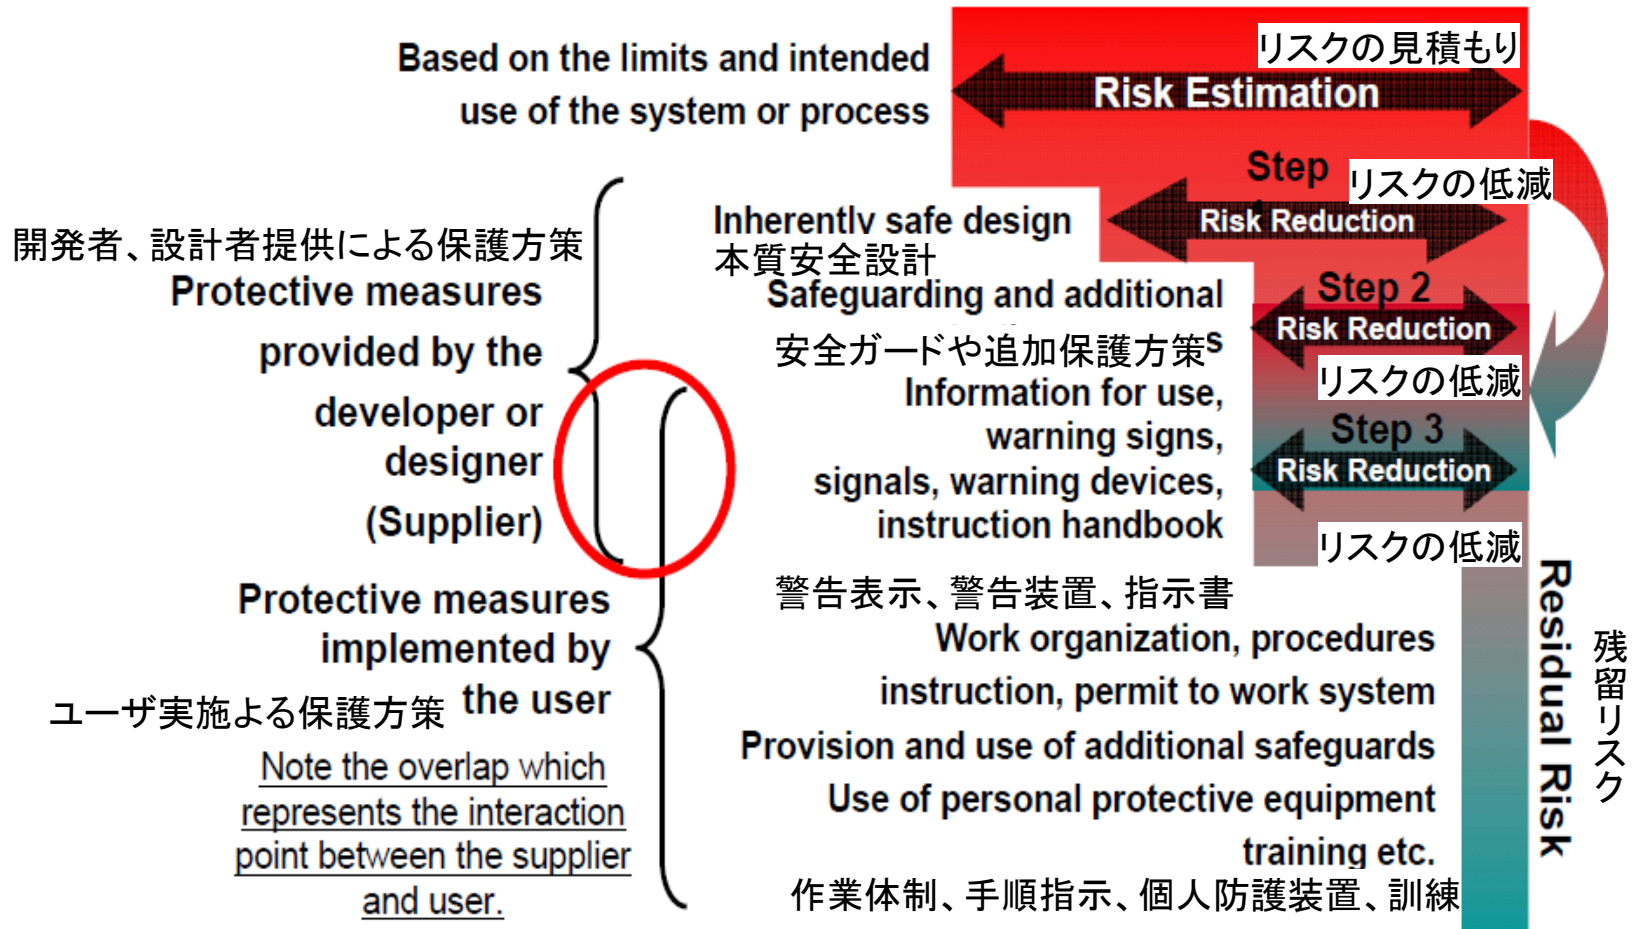 Based on the limits and intended
use of the system or process
リスクの見積もり
Risk Estimation
Step
リスクの低減
Risk Reduction
Inherently safe design
本質安全設計
開発者、設計者提供による保護方策
Protective measures
provided by the
developer or
designer
(Supplier)
Safeguarding and additional
安全ガードや追加保護方策s
Step 2
Risk Reduction
リスクの低減
Information for use,
warning signs,
signals, warning devices,
instruction handbook
警告表示、警告装置、指示書
Step 3
Risk Reduction
リスクの低減
Protective measures
implemented by
the user
ユーザ実施よる保護方策
Note the overlap which
represents the interaction
point between the supplier
and user.
Work organization, procedures
instruction, permit to work system
Provision and use of additional safeguards
Use of personal protective equipment
training etc.
作業体制、手順指示、個人防護装置、訓練
Residual Risk
残留リスク